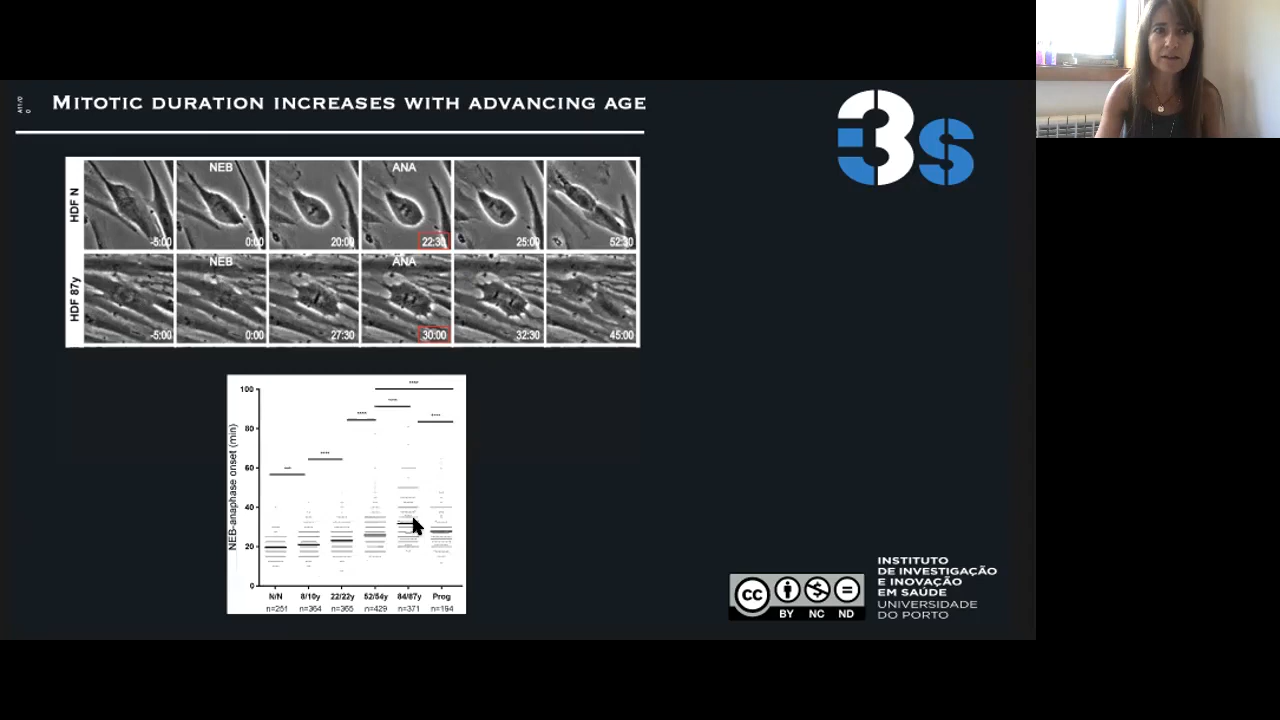 MITOTIC DURATION INCREASES WITH ADVANCING AGE
3s
NEB ANA
HDF N
-5:00 0:00 20:00 22:30 25:00 52:30
NEB ANA
HDF 87y
-5:00 0:00 27:30 30:00 32:30 45:00
NEB-anaphase onset (min)
100
80
60
40
20
0
N/N 8/10y 22/22y 52/54y 84/87y Prog
n=251 n=364 n=365 n=429 n=371 n=194
CC BY NC ND
INSTITUTO
DE INVESTIGAÇÃO
E INOVAÇÃO
EM SAÚDE
UNIVERSIDADE
DO PORTO